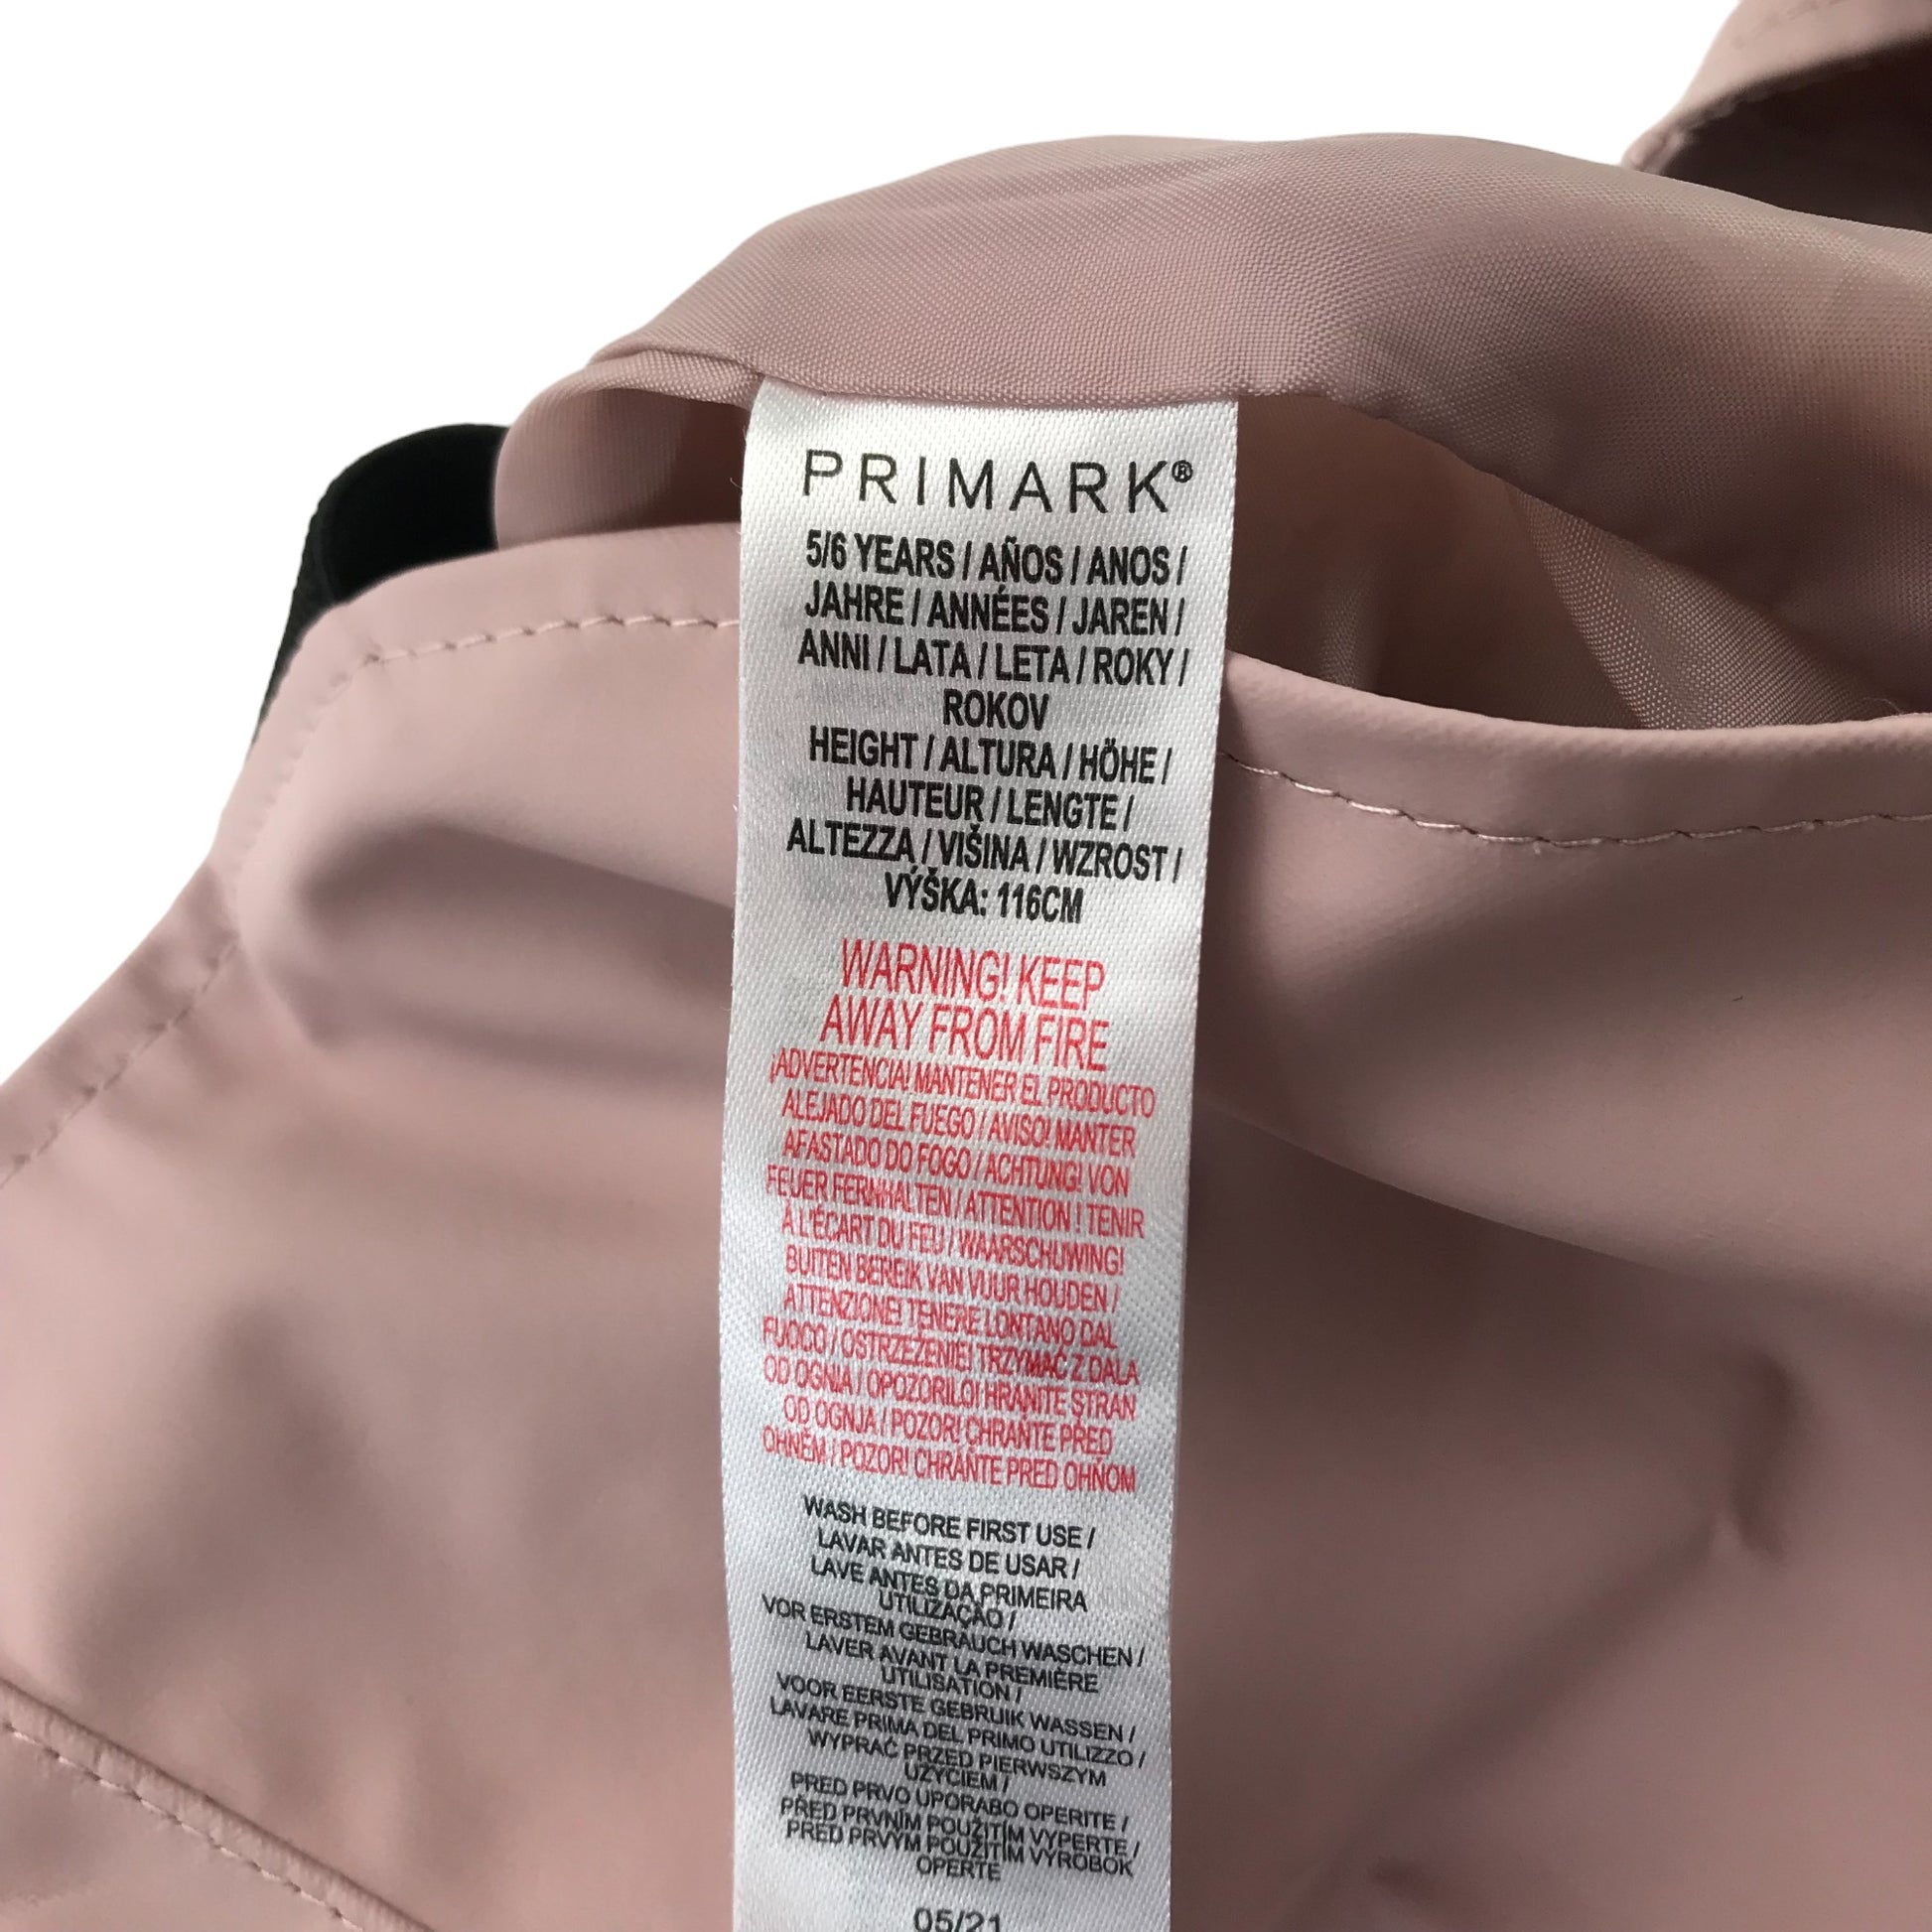 PRIMARK®
5/6 YEARS / AÑOS / ANOS /
JAHRE / ANNÉES / JAREN /
ANNI / LATA / LETA / ROKY /
ROKOV
HEIGHT / ALTURA / HÖHE /
HAUTEUR / LENGTE /
ALTEZZA / VIŠINA / WZROST /
VÝŠKA: 116CM
WARNING! KEEP
AWAY FROM FIRE
¡ADVERTENCIA! MANTENER EL PRODUCTO
ALEJADO DEL FUEGO / AVISO! MANTER
AFASTADO DO FOGO / ACHTUNG! VON
FEUER FERNHALTEN / ATTENTION ! TENIR
À L'ÉCART DU FEU / WAARSCHUWING!
BUITEN BEREIK VAN VUUR HOUDEN /
ATTENZIONE! TENERE LONTANO DAL
FUOCO / OSTRZEŻENIE! TRZYMAĆ Z DALA
OD OGNIA / OPOZORILO! HRANITE STRAN
OD OGNJA / POZOR! CHRAŇTE PŘED
OHNĚM / POZOR! CHRÁŇTE PRED OHŇOM
WASH BEFORE FIRST USE /
LAVAR ANTES DE USAR /
LAVE ANTES DA PRIMEIRA
UTILIZAÇÃO /
VOR ERSTEM GEBRAUCH WASCHEN /
LAVER AVANT LA PREMIÈRE
UTILISATION /
VOOR EERSTE GEBRUIK WASSEN /
LAVARE PRIMA DEL PRIMO UTILIZZO /
WYPRAĆ PRZED PIERWSZYM
UŻYCIEM /
PRED PRVO UPORABO OPERITE /
PŘED PRVNÍM POUŽITÍM VYPERTE /
PRED PRVÝM POUŽITÍM VÝROBOK
OPERTE
05/21